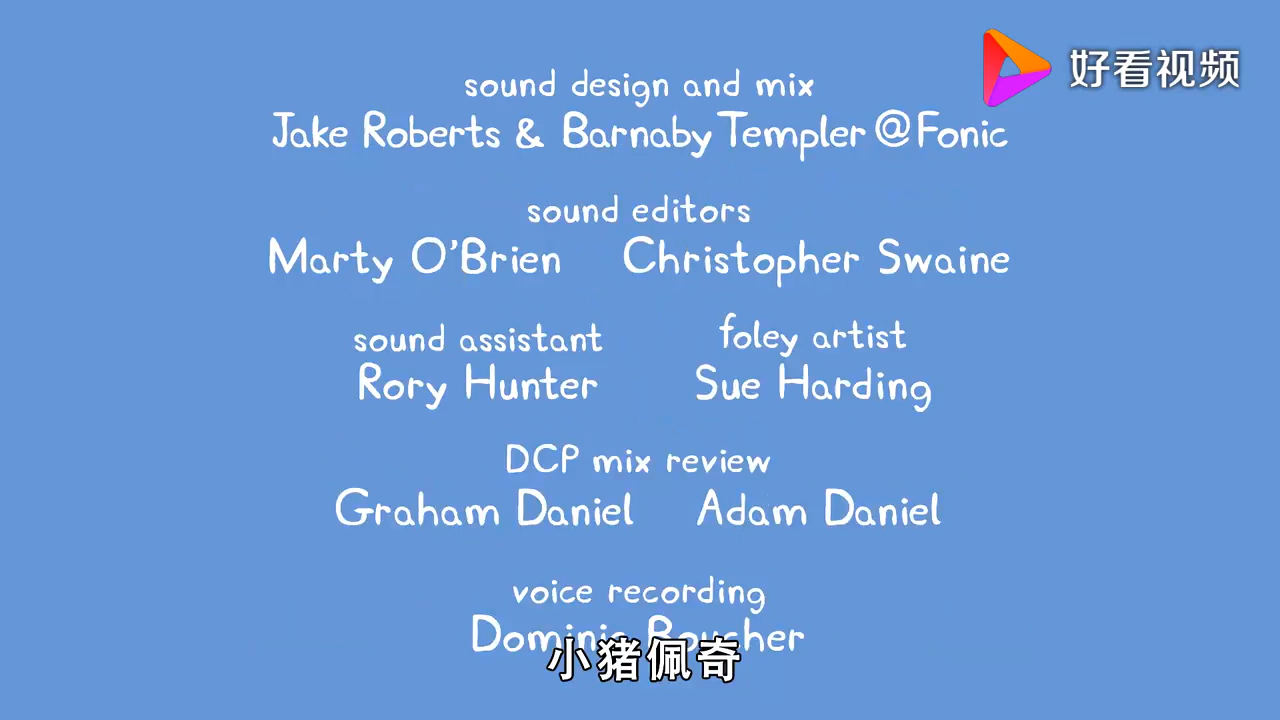 好看视频
sound design and mix
Jake Roberts & Barnaby Templer @ Fonic
sound editors
Marty O'Brien Christopher Swaine
sound assistant foley artist
Rory Hunter Sue Harding
DCP mix review
Graham Daniel Adam Daniel
voice recording
Dominic Boucher
小猪佩奇